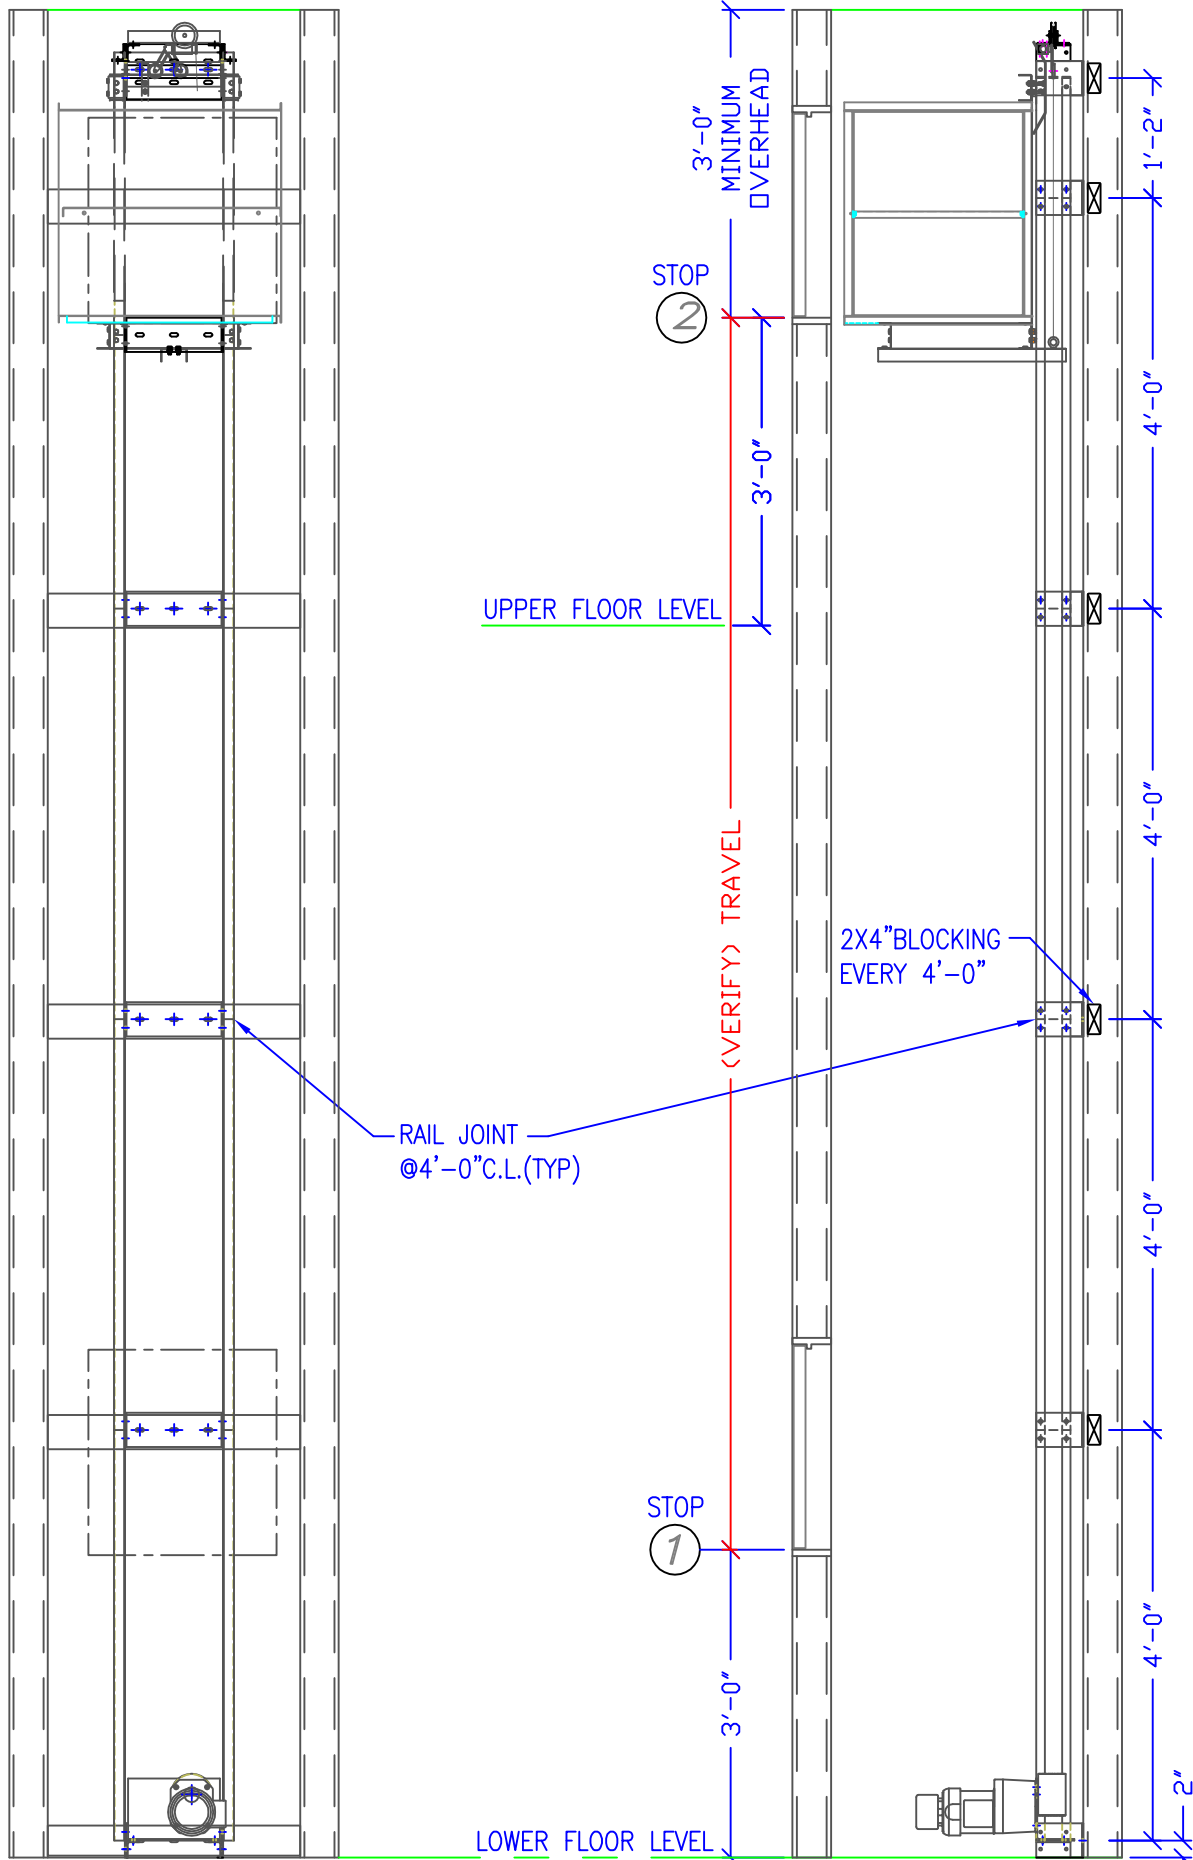 3'-0"
MINIMUM
OVERHEAD
1'-2"
STOP
2
4'-0"
3'-0"
UPPER FLOOR LEVEL
4'-0"
(VERIFY) TRAVEL
2X4"BLOCKING
EVERY 4'-0"
RAIL JOINT
@4'-0"C.L.(TYP)
4'-0"
STOP
1
4'-0"
3'-0"
2"
LOWER FLOOR LEVEL